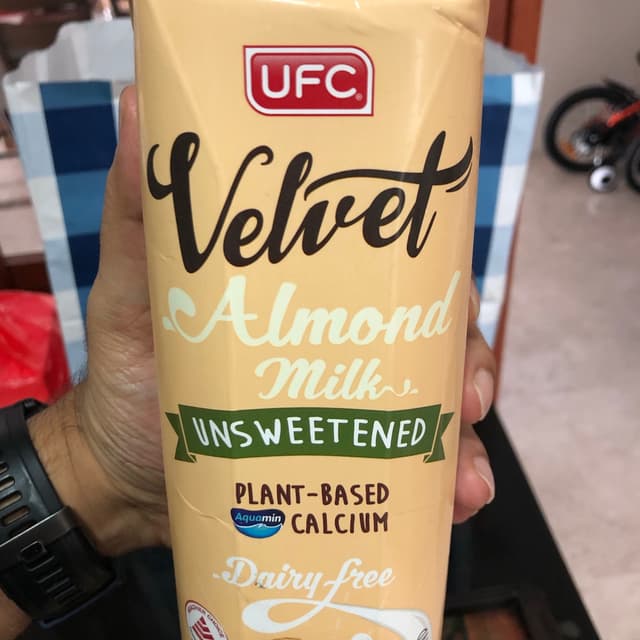 UFC
Velvet
Almond
Milk
UNSWEETENED
PLANT-BASED
Aquamin CALCIUM
Dairy free